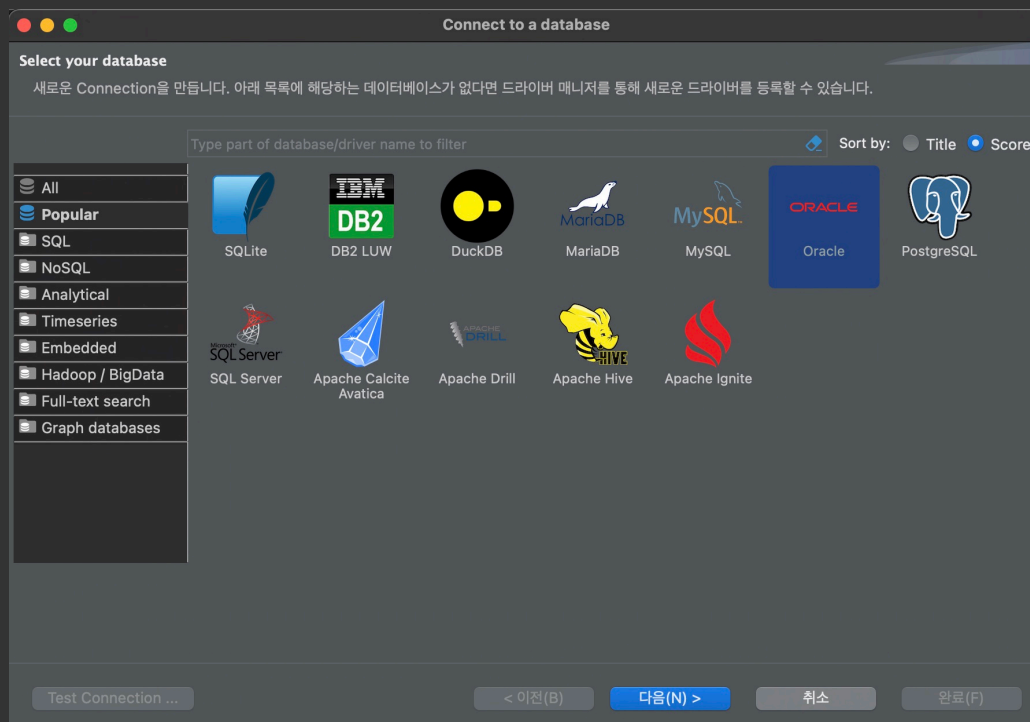 Connect to a database
Select your database
새로운 Connection을 만듭니다. 아래 목록에 해당하는 데이터베이스가 없다면 드라이버 매니저를 통해 새로운 드라이버를 등록할 수 있습니다.
Type part of database/driver name to filter
Sort by: Title Score
All
Popular
SQL
NoSQL
Analytical
Timeseries
Embedded
Hadoop / BigData
Full-text search
Graph databases
IBM
DB2
MariaDB
MySQL.
ORACLE
SQLite DB2 LUW DuckDB MariaDB MySQL Oracle PostgreSQL
Microsoft
SQL Server
APACHE
DRILL
HIVE
SQL Server Apache Calcite Apache Drill Apache Hive Apache Ignite
Avatica
Test Connection ... < 이전(B) 다음(N) > 취소 완료(F)